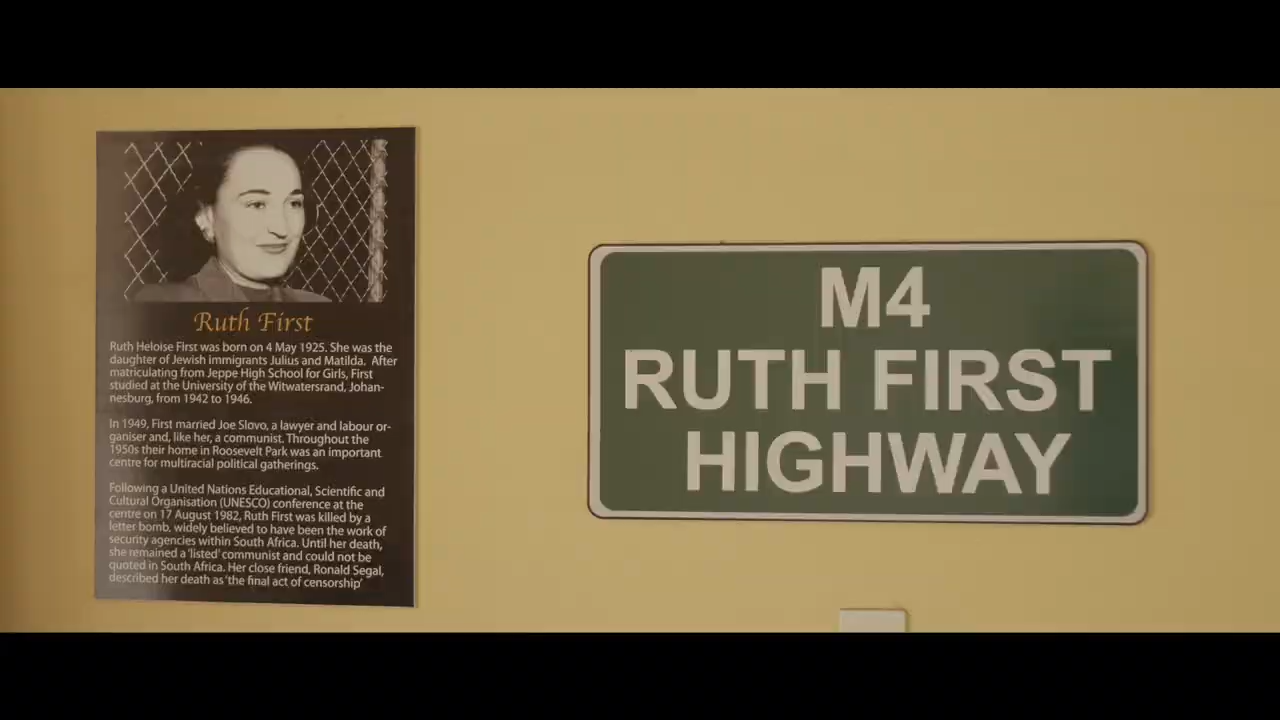 Ruth First
Ruth Heloise First was born on 4 May 1925. She was the
daughter of Jewish immigrants Julius and Matilda. After
matriculating from Jeppe High School for Girls, First
studied at the University of the Witwatersrand, Johan-
nesburg, from 1942 to 1946.
In 1949, First married Joe Slovo, a lawyer and labour or-
ganiser and, like her, a communist. Throughout the
1950s their home in Roosevelt Park was an important
centre for multiracial political gatherings.
Following a United Nations Educational, Scientific and
Cultural Organisation (UNESCO) conference at the
centre on 17 August 1982, Ruth First was killed by a
letter bomb, widely believed to have been the work of
security agencies within South Africa. Until her death,
she remained a 'listed' communist and could not be
quoted in South Africa. Her close friend, Ronald Segal,
described her death as 'the final act of censorship'
M4
RUTH FIRST
HIGHWAY